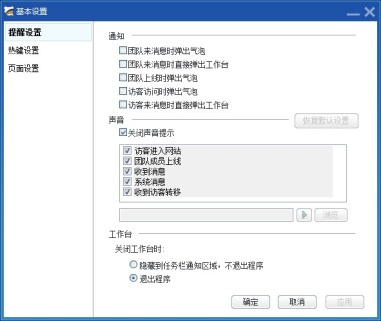 基本设置
提醒设置
热键设置
页面设置
通知
团队来消息时弹出气泡
团队来消息时直接弹出工作台
团队上线时弹出气泡
访客访问时弹出气泡
访客来消息时直接弹出工作台
声音
恢复默认设置
关闭声音提示
访客进入网站
团队成员上线
收到消息
系统消息
收到访客转移
浏览
工作台
关闭工作台时:
隐藏到任务栏通知区域，不退出程序
退出程序
确定
取消
应用